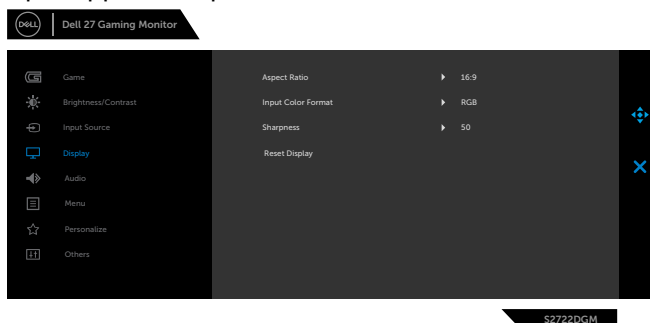 DELL
Dell 27 Gaming Monitor
Game
Aspect Ratio 16:9
Brightness/Contrast
Input Color Format RGB
Input Source
Sharpness 50
Display
Reset Display
Audio
Menu
Personalize
Others
S2722DGM